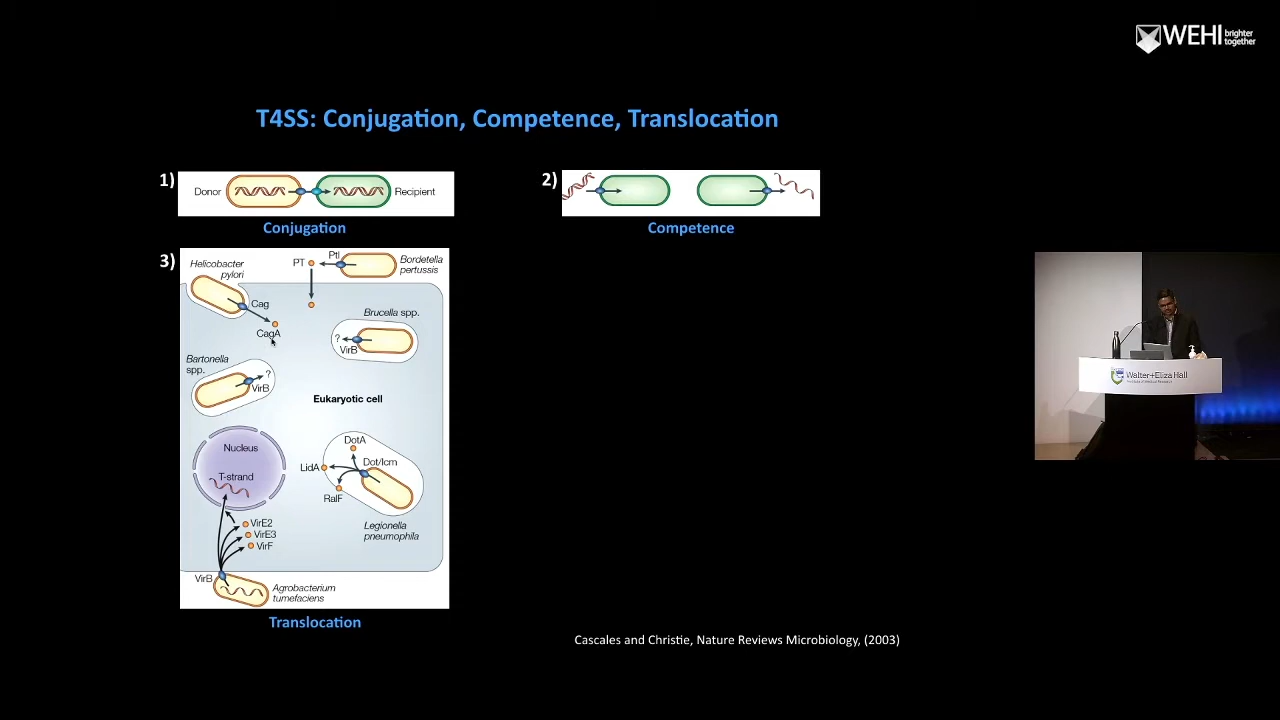 WEHI brighter together
T4SS: Conjugation, Competence, Translocation
1)
Donor
Recipient
Conjugation
2)
Competence
3)
Helicobacter
pylori
Cag
CagA
PT
Ptl
Bordetella
pertussis
Brucella spp.
?
VirB
Bartonella
spp.
?
VirB
Eukaryotic cell
Nucleus
T-strand
DotA
LidA
Dot/Icm
RalF
Legionella
pneumophila
VirE2
VirE3
VirF
VirB
Agrobacterium
tumefaciens
Translocation
Cascales and Christie, Nature Reviews Microbiology, (2003)
Walter+Eliza Hall